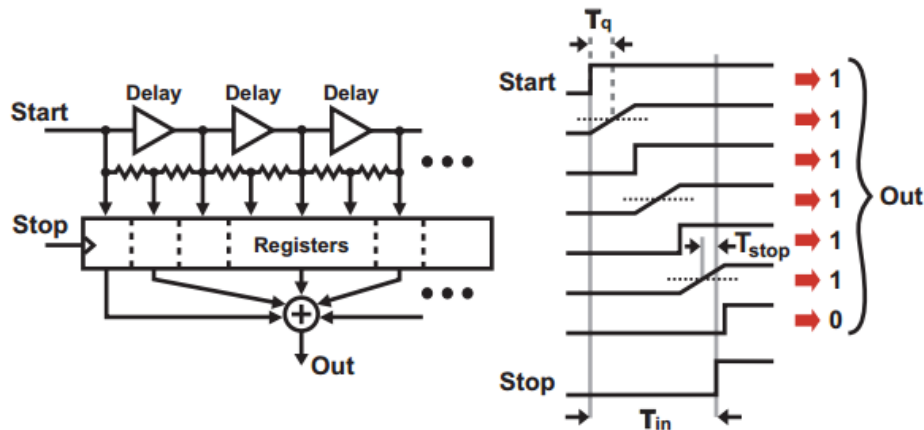 Delay Delay Delay
Start
Stop
Registers
+
Out
Tq
Start 1
1
1
1
Tstop 1
1
0
Out
Stop
Tin